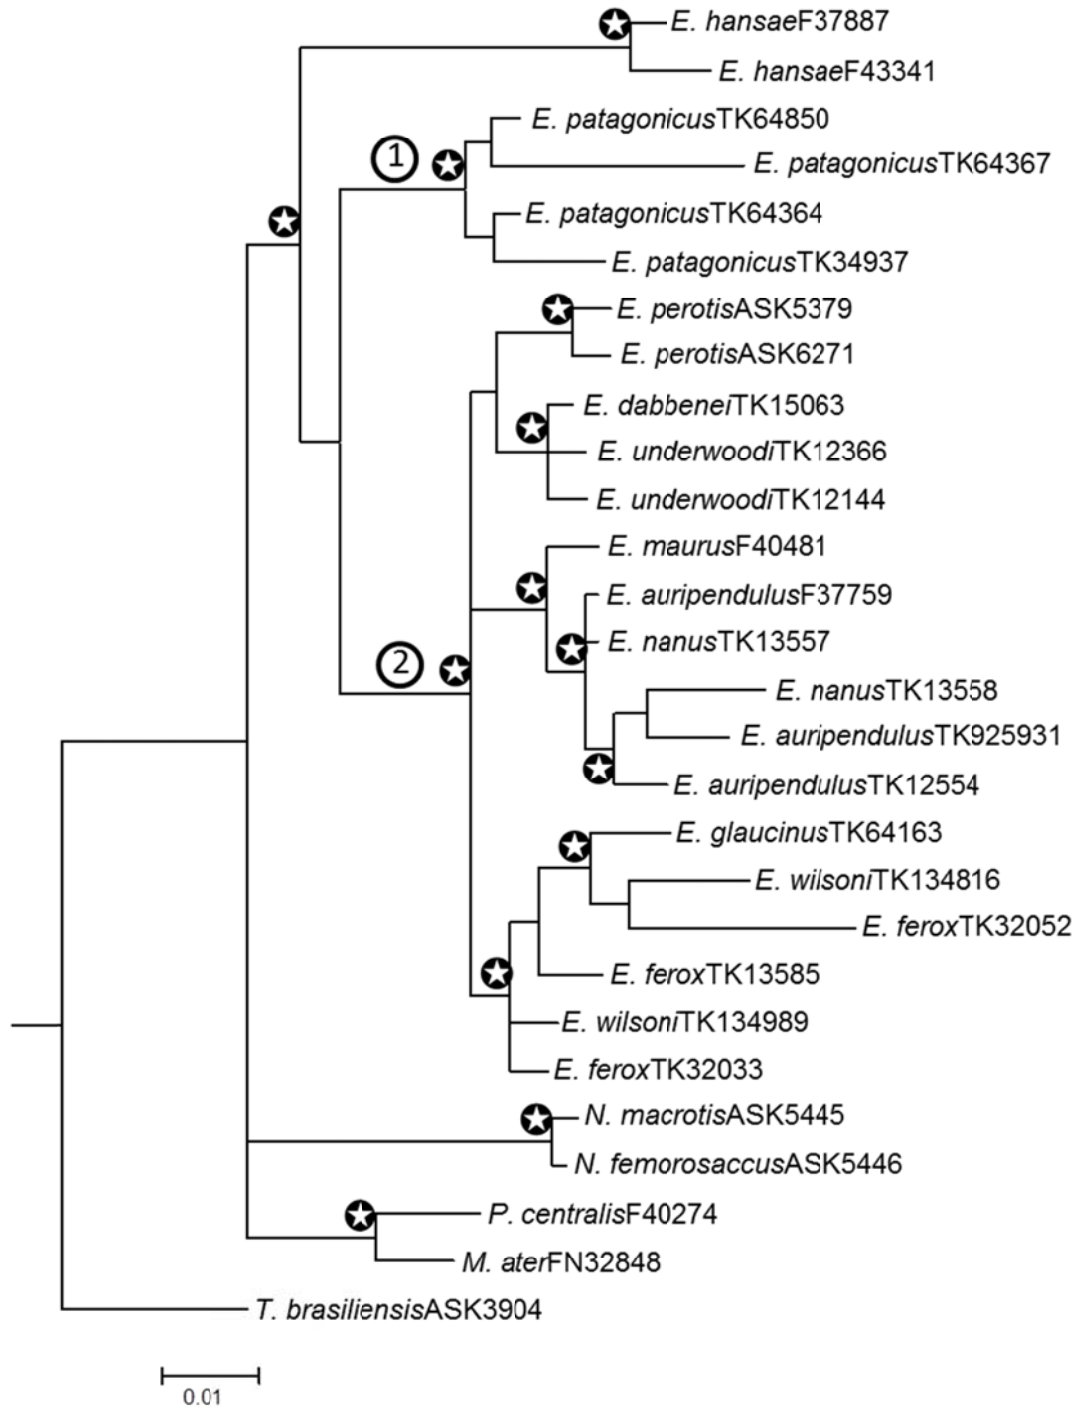 E. hansaeF37887
E. hansaeF43341
E. patagonicusTK64850
1
E. patagonicusTK64367
E. patagonicusTK64364
E. patagonicusTK34937
E. perotisASK5379
E. perotisASK6271
E. dabbeneiTK15063
E. underwoodiTK12366
E. underwoodiTK12144
E. maurusF40481
E. auripendulusF37759
E. nanusTK13557
2
E. nanusTK13558
E. auripendulusTK925931
E. auripendulusTK12554
E. glaucinusTK64163
E. wilsoniTK134816
E. feroxTK32052
E. feroxTK13585
E. wilsoniTK134989
E. feroxTK32033
N. macrotisASK5445
N. femorosaccusASK5446
P. centralisF40274
M. aterFN32848
T. brasiliensisASK3904
0.01